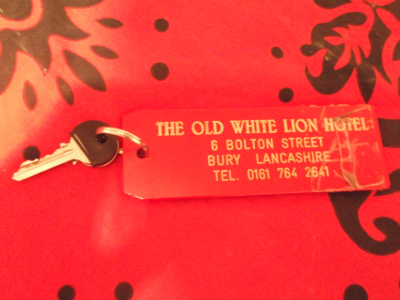 THE OLD WHITE LION HOTEL
6 BOLTON STREET
BURY LANCASHIRE
TEL. 0161 764 2641